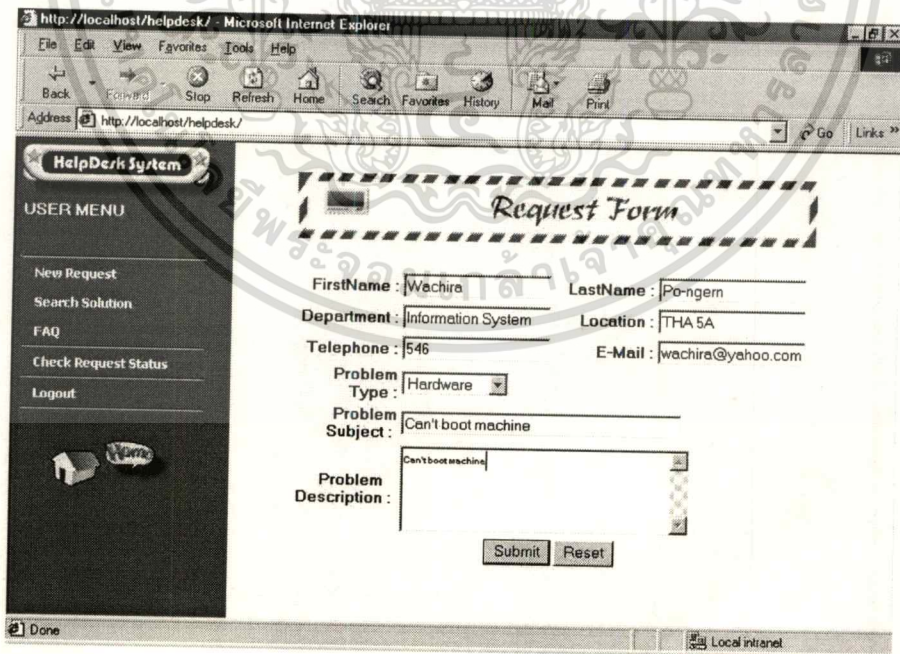 http://localhost/helpdesk/ - Microsoft Internet Explorer
File Edit View Favorites Tools Help
Back Forward Stop Refresh Home Search Favorites History Mail Print
Address http://localhost/helpdesk/ Go Links »
HelpDesk System
USER MENU
New Request
Search Solution
FAQ
Check Request Status
Logout
Home
Request Form
FirstName : Wachira LastName : Po-ngern
Department : Information System Location : THA 5A
Telephone : 546 E-Mail : wachira@yahoo.com
Problem
Type : Hardware
Problem
Subject : Can't boot machine
Problem
Description : Can't boot machine
Submit Reset
Done Local intranet